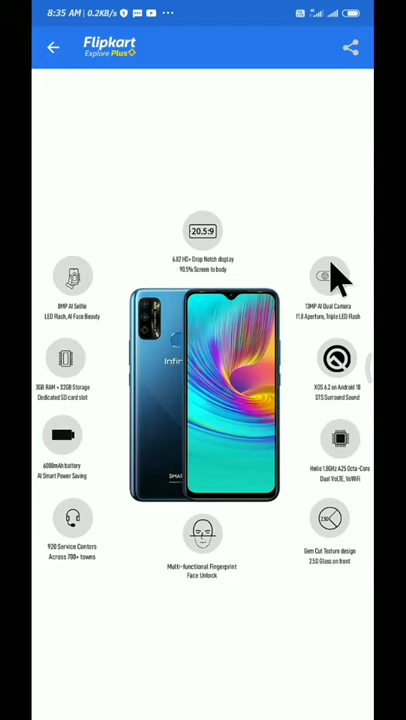 8:35 AM | 0.2KB/s
Flipkart
Explore Plus
20.5:9
6.82 HD+ Drop Notch display
90.5% Screen to body
8MP AI Selfie
LED Flash, AI Face Beauty
13MP AI Dual Camera
f1.8 Aperture, Triple LED Flash
3GB RAM + 32GB Storage
Dedicated SD card slot
XOS 6.2 on Android 10
DTS Surround Sound
Infin
6000mAh battery
AI Smart Power Saving
Helio 1.8GHz A25 Octa-Core
Dual VoLTE, VoWiFi
SMAR
2.5D
920 Service Centers
Across 700+ towns
Gem Cut Texture design
2.5D Glass on front
Multi-functional Fingerprint
Face Unlock